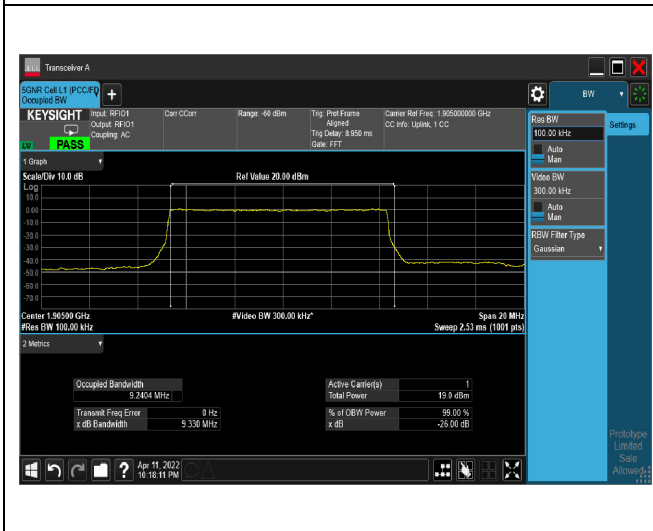 Transceiver A
5GNR Cell L1 (PCC/FD
Occupied BW
BW
KEYSIGHT
PASS
Input: RFIO1
Output: RFIO1
Coupling: AC
Corr CCorr
Range: -60 dBm
Trig: Prot Frame
Aligned
Trig Delay: 8.950 ms
Gate: FFT
Carrier Ref Freq: 1.905000000 GHz
CC Info: Uplink, 1 CC
Res BW
100.00 kHz
Auto
Man
Settings
Video BW
300.00 kHz
Auto
Man
RBW Filter Type
Gaussian
1 Graph
Scale/Div 10.0 dB
Ref Value 20.00 dBm
Log
10.0
0.00
-10.0
-20.0
-30.0
-40.0
-50.0
-60.0
-70.0
Center 1.90500 GHz
#Video BW 300.00 kHz*
Span 20 MHz
#Res BW 100.00 kHz
Sweep 2.53 ms (1001 pts)
2 Metrics
Occupied Bandwidth
9.2404 MHz
Active Carrier(s) 1
Total Power 19.0 dBm
Transmit Freq Error 0 Hz
x dB Bandwidth 9.330 MHz
% of OBW Power 99.00 %
x dB -26.00 dB
Prototype
Limited
Sale
Allowed
?
Apr 11, 2022
10:18:11 PM